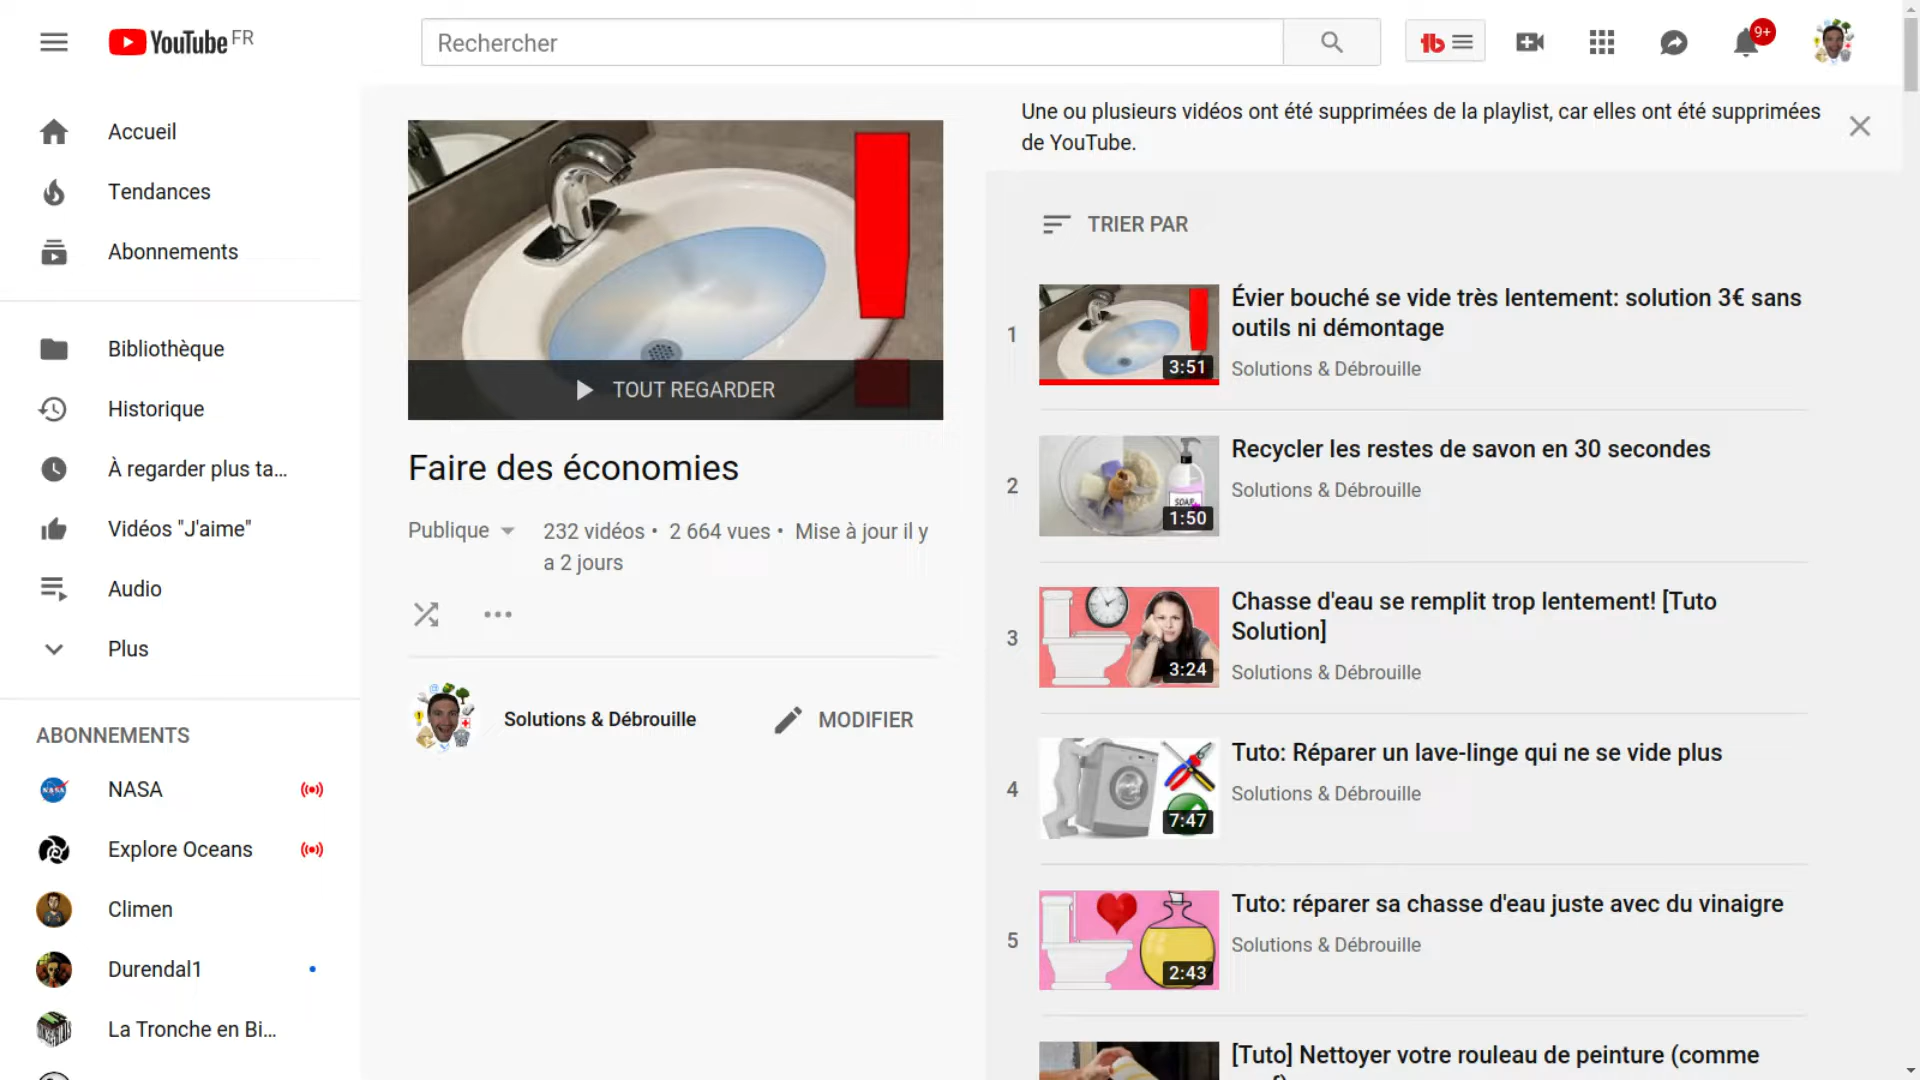 YouTube FR
Rechercher
9+
Accueil
Tendances
Abonnements
Bibliothèque
Historique
À regarder plus ta...
Vidéos "J'aime"
Audio
Plus
ABONNEMENTS
NASA
Explore Oceans
Climen
Durendal1
La Tronche en Bi...
TOUT REGARDER
Faire des économies
Publique
232 vidéos • 2 664 vues • Mise à jour il y
a 2 jours
Solutions & Débrouille
MODIFIER
Une ou plusieurs vidéos ont été supprimées de la playlist, car elles ont été supprimées
de YouTube.
TRIER PAR
1
3:51
Évier bouché se vide très lentement: solution 3€ sans
outils ni démontage
Solutions & Débrouille
2
SOAP
1:50
Recycler les restes de savon en 30 secondes
Solutions & Débrouille
3
3:24
Chasse d'eau se remplit trop lentement! [Tuto
Solution]
Solutions & Débrouille
4
7:47
Tuto: Réparer un lave-linge qui ne se vide plus
Solutions & Débrouille
5
2:43
Tuto: réparer sa chasse d'eau juste avec du vinaigre
Solutions & Débrouille
[Tuto] Nettoyer votre rouleau de peinture (comme